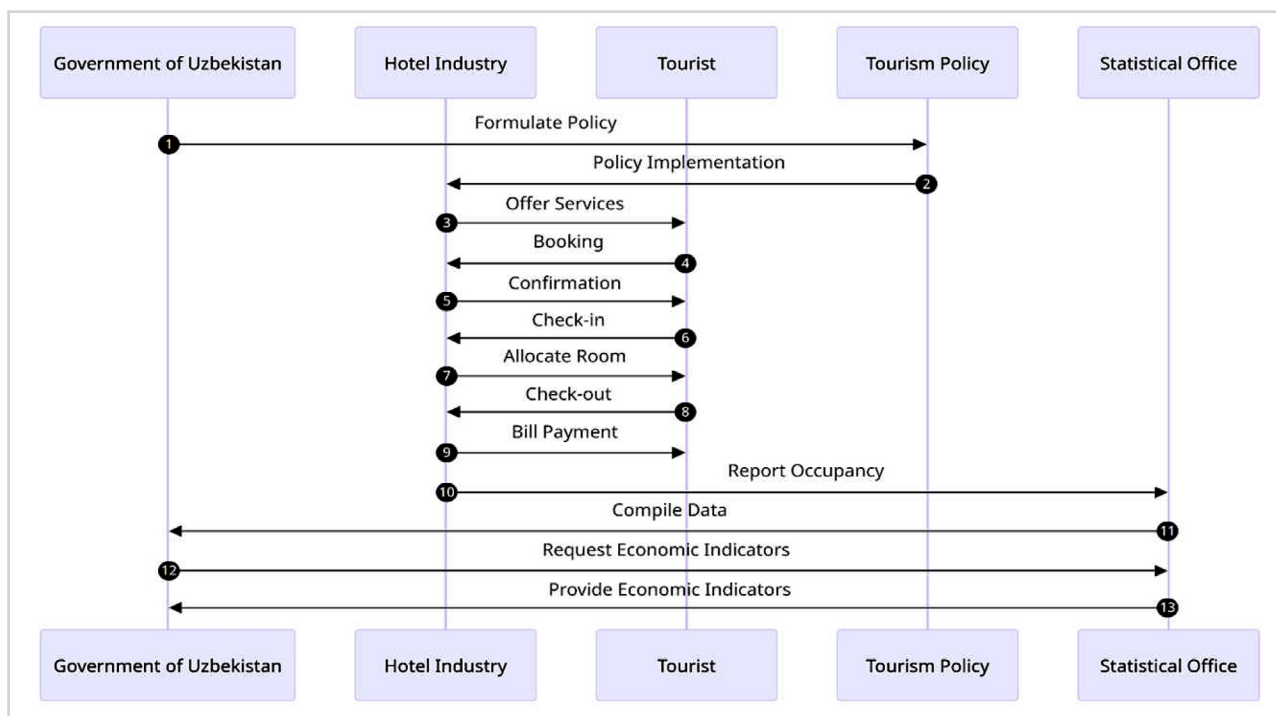 Government of Uzbekistan
Hotel Industry
Tourist
Tourism Policy
Statistical Office
Formulate Policy
1
Policy Implementation
2
Offer Services
3
Booking
4
Confirmation
5
Check-in
6
Allocate Room
7
Check-out
8
Bill Payment
9
Report Occupancy
10
Compile Data
11
Request Economic Indicators
12
Provide Economic Indicators
13
Government of Uzbekistan
Hotel Industry
Tourist
Tourism Policy
Statistical Office